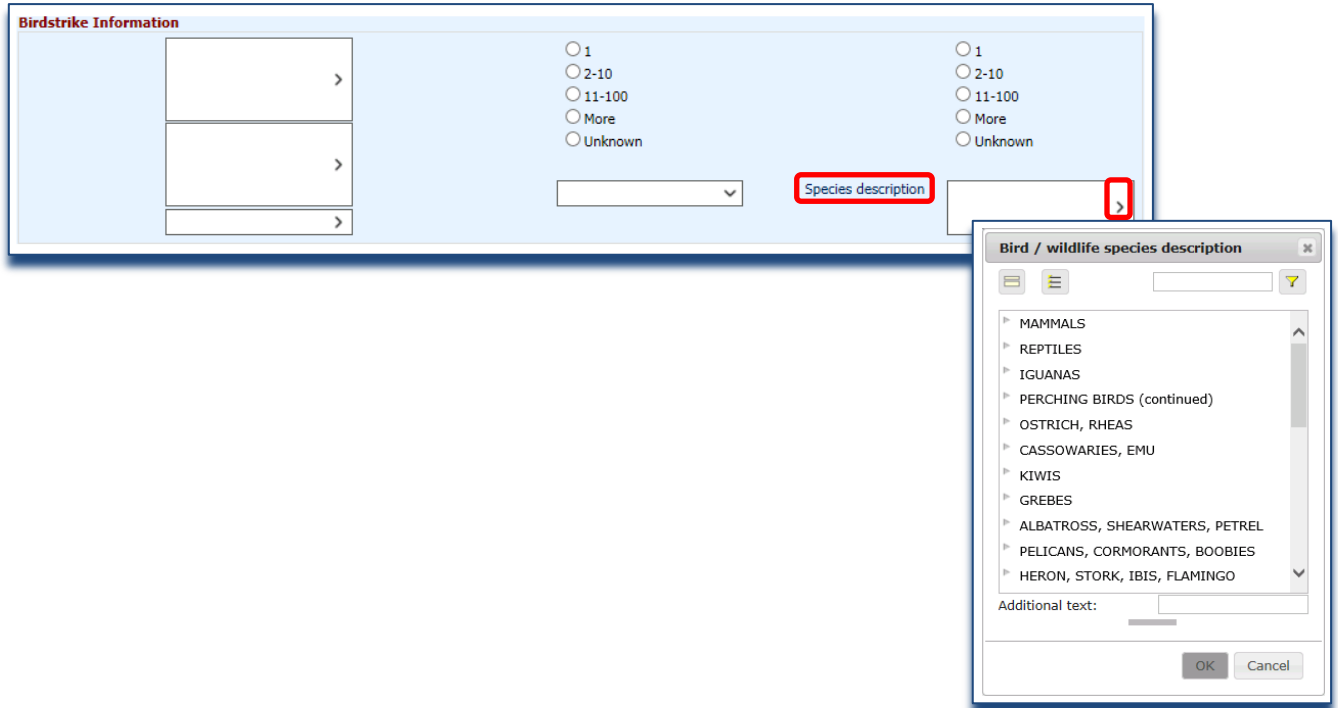 Birdstrike Information
1
2-10
11-100
More
Unknown
1
2-10
11-100
More
Unknown
Species description
Bird / wildlife species description
MAMMALS
REPTILES
IGUANAS
PERCHING BIRDS (continued)
OSTRICH, RHEAS
CASSOWARIES, EMU
KIWIS
GREBES
ALBATROSS, SHEARWATERS, PETREL
PELICANS, CORMORANTS, BOOBIES
HERON, STORK, IBIS, FLAMINGO
Additional text:
OK Cancel